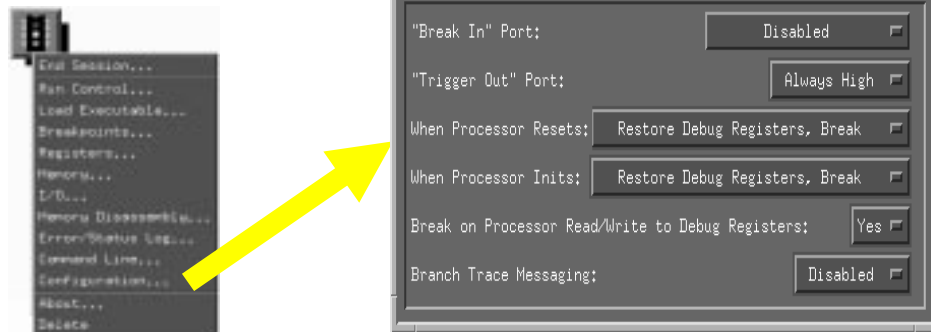 End Session...
Run Control...
Load Executable...
Breakpoints...
Registers...
Memory...
I/O...
Memory Disassembly...
Error/Status Log...
Command Line...
Configuration...
About...
Delete
"Break In" Port: Disabled
"Trigger Out" Port: Always High
When Processor Resets: Restore Debug Registers, Break
When Processor Inits: Restore Debug Registers, Break
Break on Processor Read/Write to Debug Registers: Yes
Branch Trace Messaging: Disabled